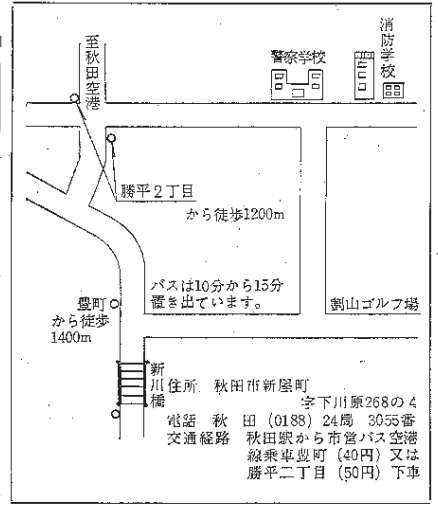 至秋田空港
警察学校
消防学校
勝平2丁目
から徒歩1200m
バスは10分から15分
置き出ています。
豊町
から徒歩
1400m
割山ゴルフ場
新川橋
住所 秋田市新屋町
字下川原268の4
電話 秋田(0188)24局 3055番
交通経路 秋田駅から市営バス空港
線乗車豊町(40円)又は
勝平二丁目(50円)下車